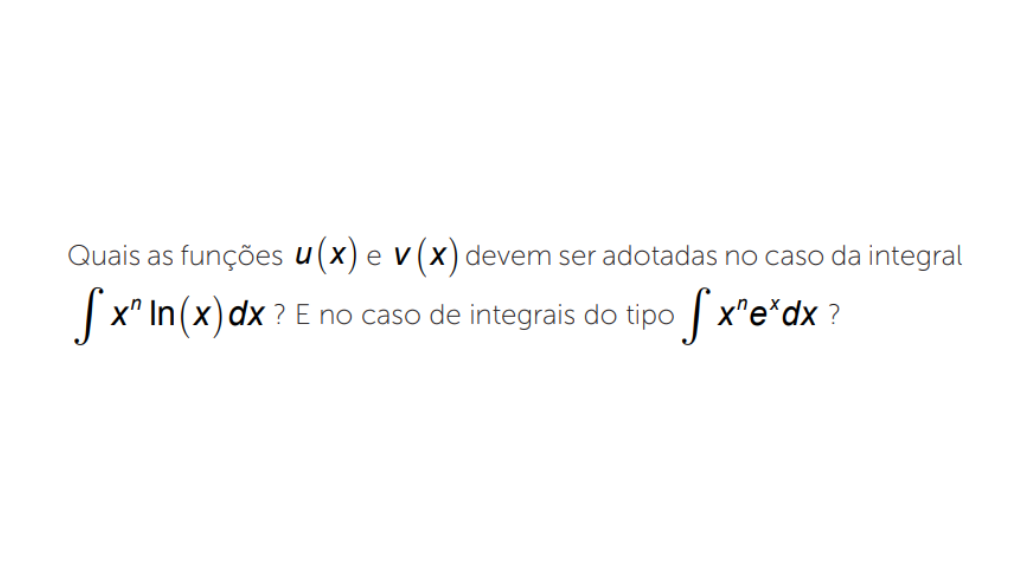 Quais as funções u(x) e v(x) devem ser adotadas no caso da integral
∫ xⁿ ln(x) dx ? E no caso de integrais do tipo ∫ xⁿeˣdx ?